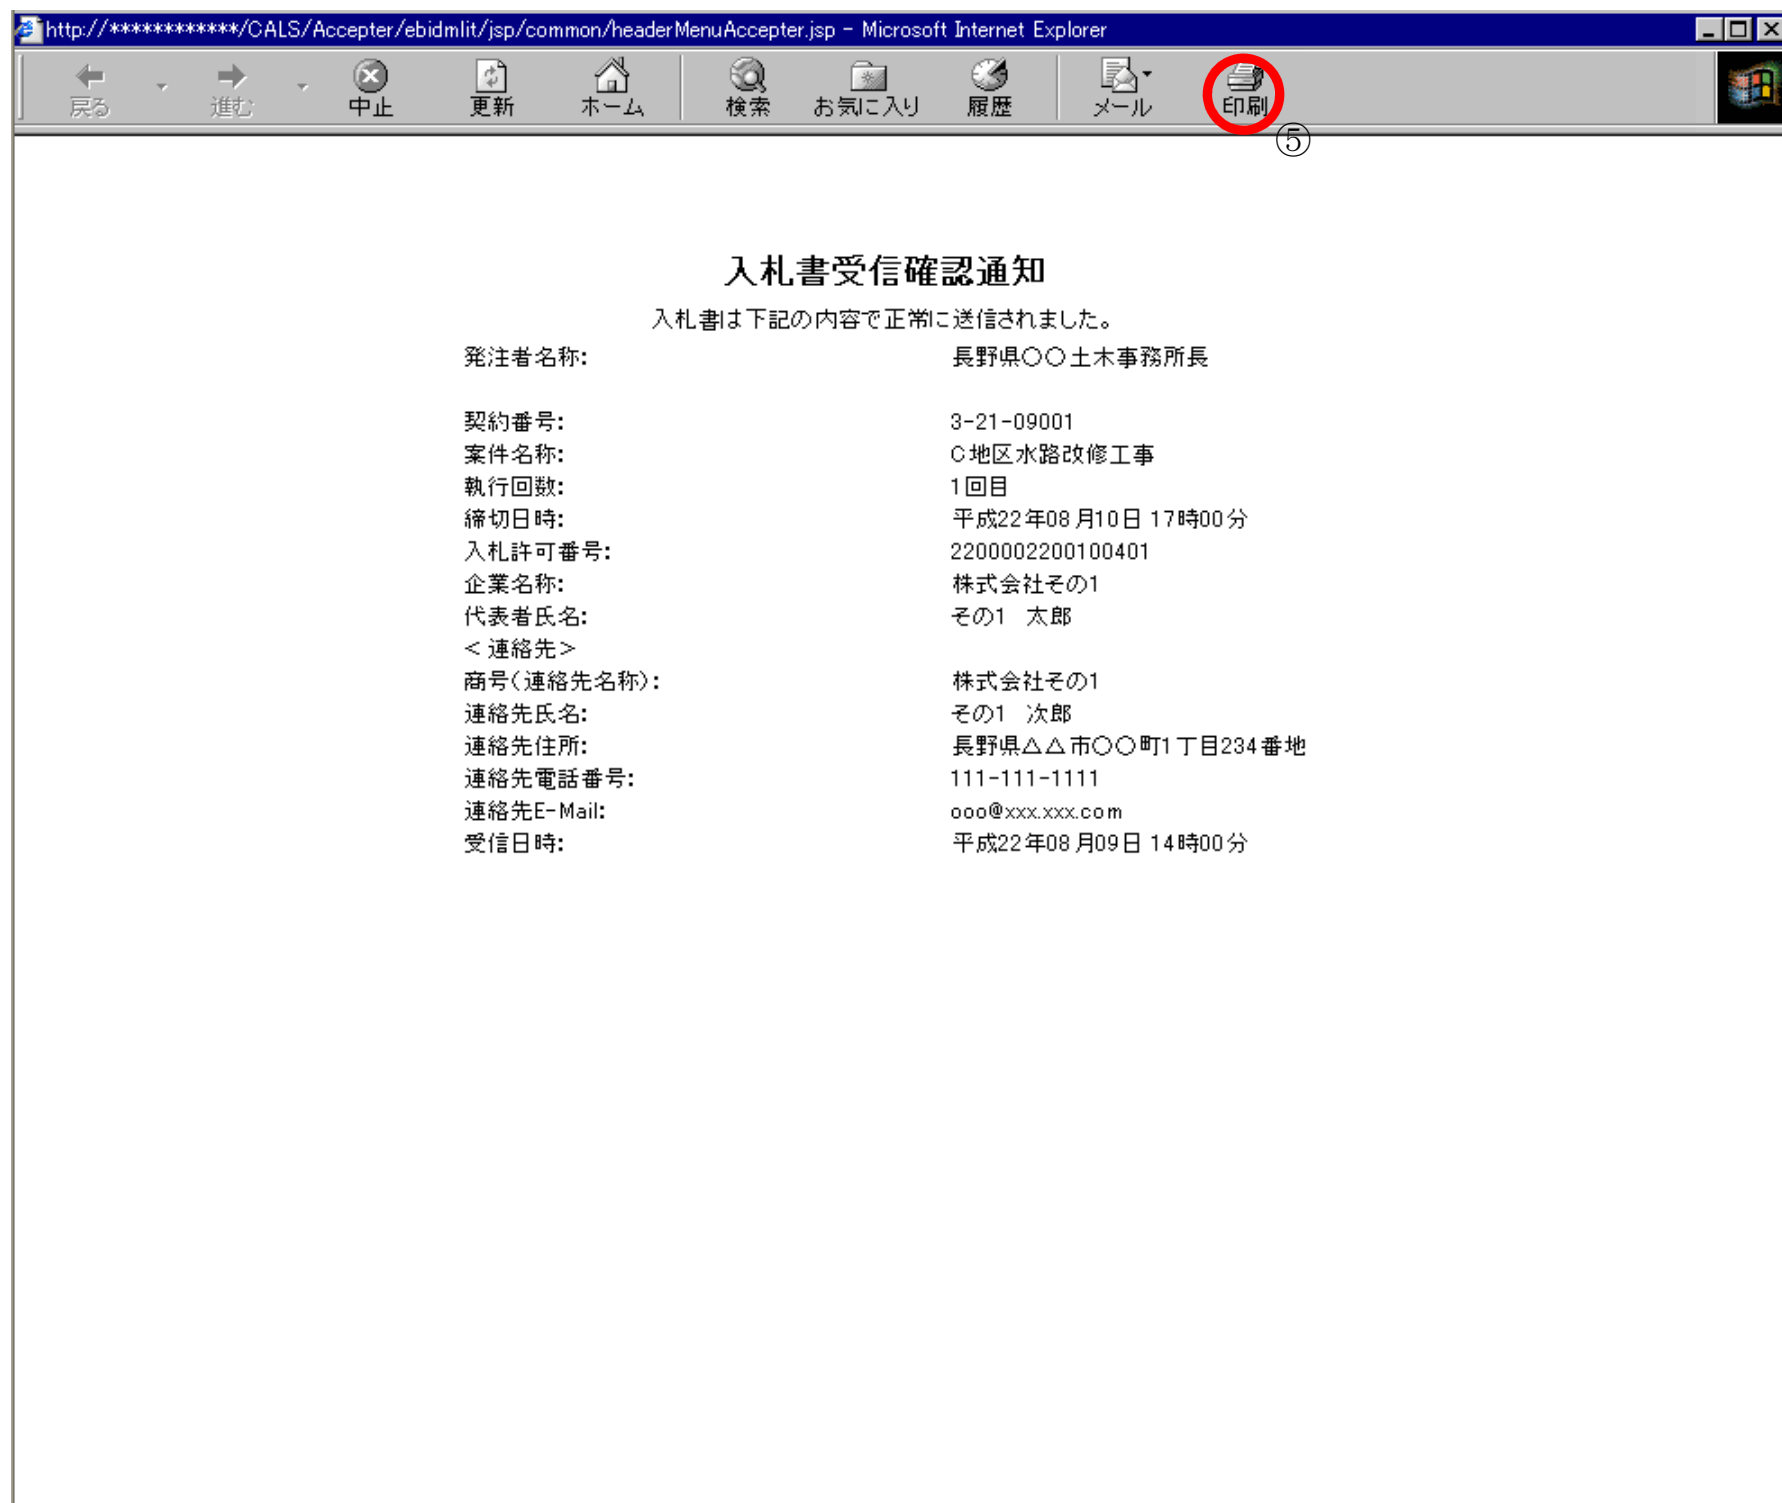 http://************/CALS/Accepter/ebidmlit/jsp/common/headerMenuAccepter.jsp - Microsoft Internet Explorer
戻る 進む 中止 更新 ホーム 検索 お気に入り 履歴 メール 印刷
⑤
入札書受信確認通知
入札書は下記の内容で正常に送信されました。
発注者名称: 長野県○○土木事務所長
契約番号: 3-21-09001
案件名称: C地区水路改修工事
執行回数: 1回目
締切日時: 平成22年08月10日 17時00分
入札許可番号: 2200002200100401
企業名称: 株式会社その1
代表者氏名: その1　太郎
＜連絡先＞
商号(連絡先名称): 株式会社その1
連絡先氏名: その1　次郎
連絡先住所: 長野県△△市○○町1丁目234番地
連絡先電話番号: 111-111-1111
連絡先E-Mail: ooo@xxx.xxx.com
受信日時: 平成22年08月09日 14時00分